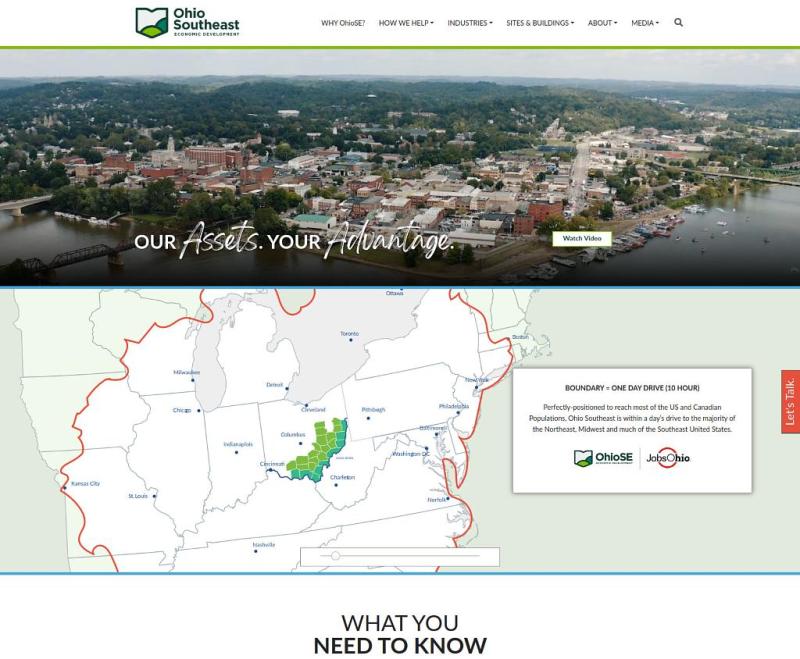 Ohio
Southeast
ECONOMIC DEVELOPMENT
WHY OhioSE?
HOW WE HELP
INDUSTRIES
SITES & BUILDINGS
ABOUT
MEDIA
OUR Assets. YOUR Advantage.
Watch Video
Ottawa
Toronto
Boston
Milwaukee
Detroit
New York
Chicago
Cleveland
Pittsburgh
Philadelphia
Columbus
Baltimore
Indianaplois
Washington DC
Cincinnati
Charleston
Kansas City
St. Louis
Norfolk
Nashville
BOUNDARY = ONE DAY DRIVE (10 HOUR)
Perfectly-positioned to reach most of the US and Canadian
Populations, Ohio Southeast is within a day's drive to the majority of
the Northeast, Midwest and much of the Southeast United States.
OhioSE
ECONOMIC DEVELOPMENT
JobsOhio
Let's Talk.
WHAT YOU
NEED TO KNOW